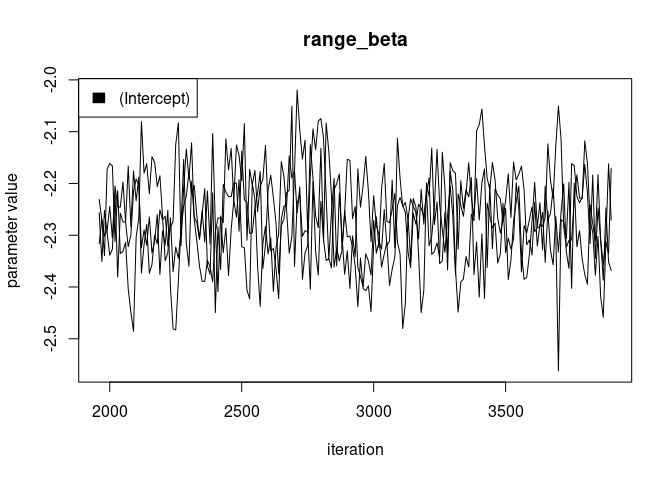 range_beta
(Intercept)
-2.0
-2.1
-2.2
-2.3
-2.4
-2.5
parameter value
2000 2500 3000 3500
iteration